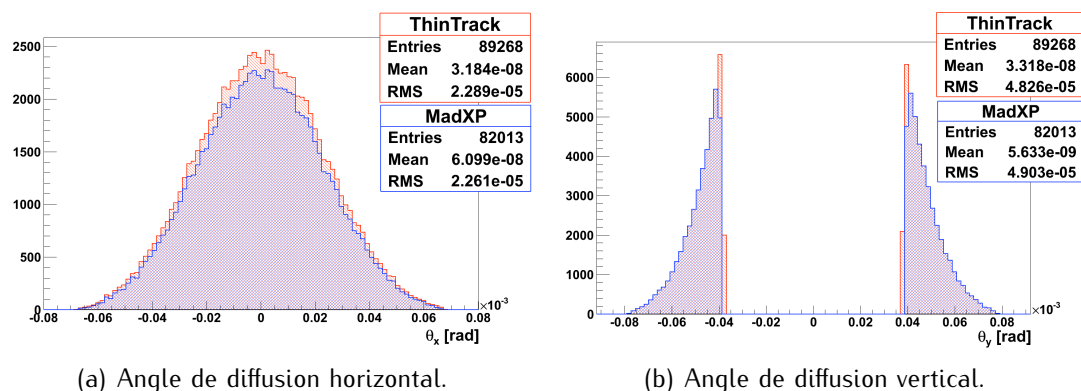 ThinTrack
Entries 89268
Mean 3.184e-08
RMS 2.289e-05
MadXP
Entries 82013
Mean 6.099e-08
RMS 2.261e-05
2500
2000
1500
1000
500
0
-0.08 -0.06 -0.04 -0.02 0 0.02 0.04 0.06 0.08
×10⁻³
θx [rad]
(a) Angle de diffusion horizontal.
ThinTrack
Entries 89268
Mean 3.318e-08
RMS 4.826e-05
MadXP
Entries 82013
Mean 5.633e-09
RMS 4.903e-05
6000
5000
4000
3000
2000
1000
0
-0.08 -0.06 -0.04 -0.02 0 0.02 0.04 0.06 0.08
×10⁻³
θy [rad]
(b) Angle de diffusion vertical.